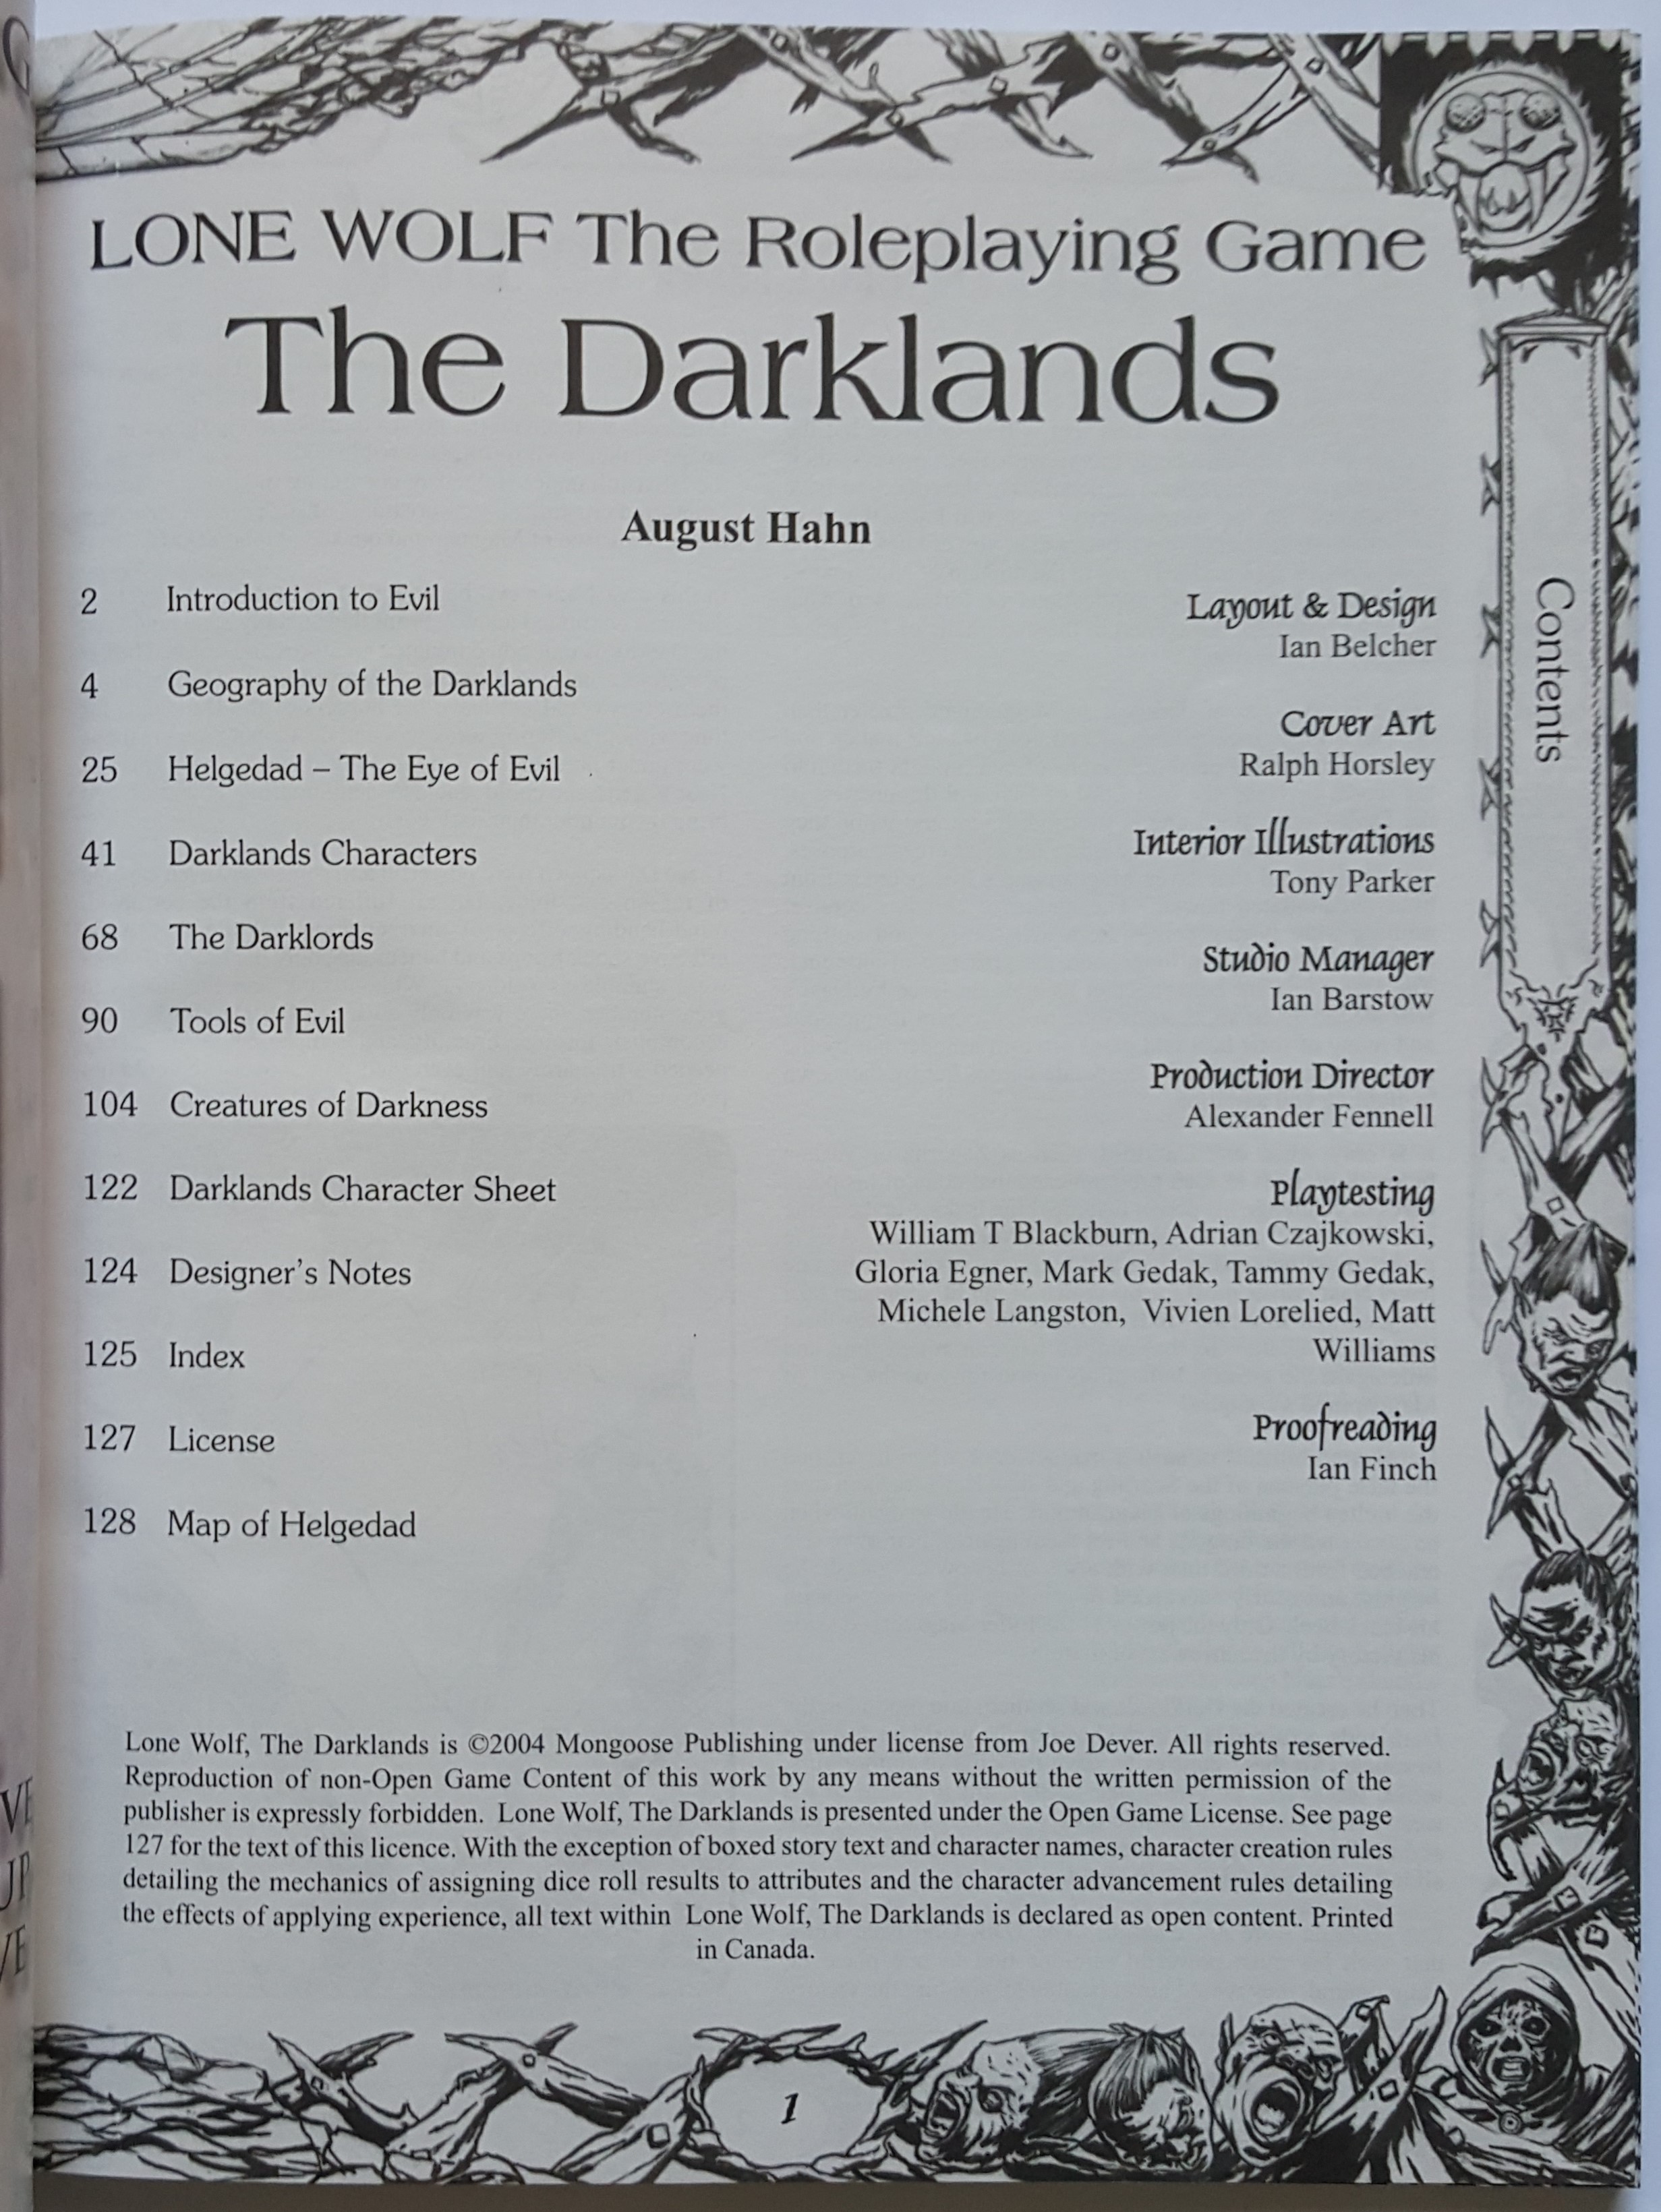 LONE WOLF The Roleplaying Game
The Darklands
August Hahn
2 Introduction to Evil
4 Geography of the Darklands
25 Helgedad – The Eye of Evil
41 Darklands Characters
68 The Darklords
90 Tools of Evil
104 Creatures of Darkness
122 Darklands Character Sheet
124 Designer's Notes
125 Index
127 License
128 Map of Helgedad
Layout & Design
Ian Belcher
Cover Art
Ralph Horsley
Interior Illustrations
Tony Parker
Studio Manager
Ian Barstow
Production Director
Alexander Fennell
Playtesting
William T Blackburn, Adrian Czajkowski,
Gloria Egner, Mark Gedak, Tammy Gedak,
Michele Langston, Vivien Lorelied, Matt
Williams
Proofreading
Ian Finch
Contents
Lone Wolf, The Darklands is ©2004 Mongoose Publishing under license from Joe Dever. All rights reserved.
Reproduction of non-Open Game Content of this work by any means without the written permission of the
publisher is expressly forbidden. Lone Wolf, The Darklands is presented under the Open Game License. See page
127 for the text of this licence. With the exception of boxed story text and character names, character creation rules
detailing the mechanics of assigning dice roll results to attributes and the character advancement rules detailing
the effects of applying experience, all text within Lone Wolf, The Darklands is declared as open content. Printed
in Canada.
1